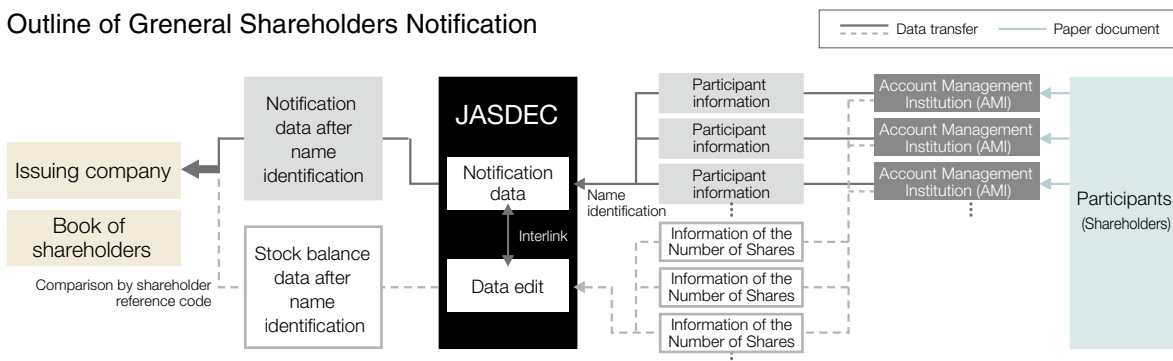 Outline of Greneral Shareholders Notification
Data transfer
Paper document
Issuing company
Book of
shareholders
Comparison by shareholder
reference code
Notification
data after
name
identification
Stock balance
data after
name
identification
JASDEC
Notification
data
Interlink
Data edit
Name
identification
Participant
information
Participant
information
Participant
information
Information of the
Number of Shares
Information of the
Number of Shares
Information of the
Number of Shares
Account Management
Institution (AMI)
Account Management
Institution (AMI)
Account Management
Institution (AMI)
Participants
(Shareholders)